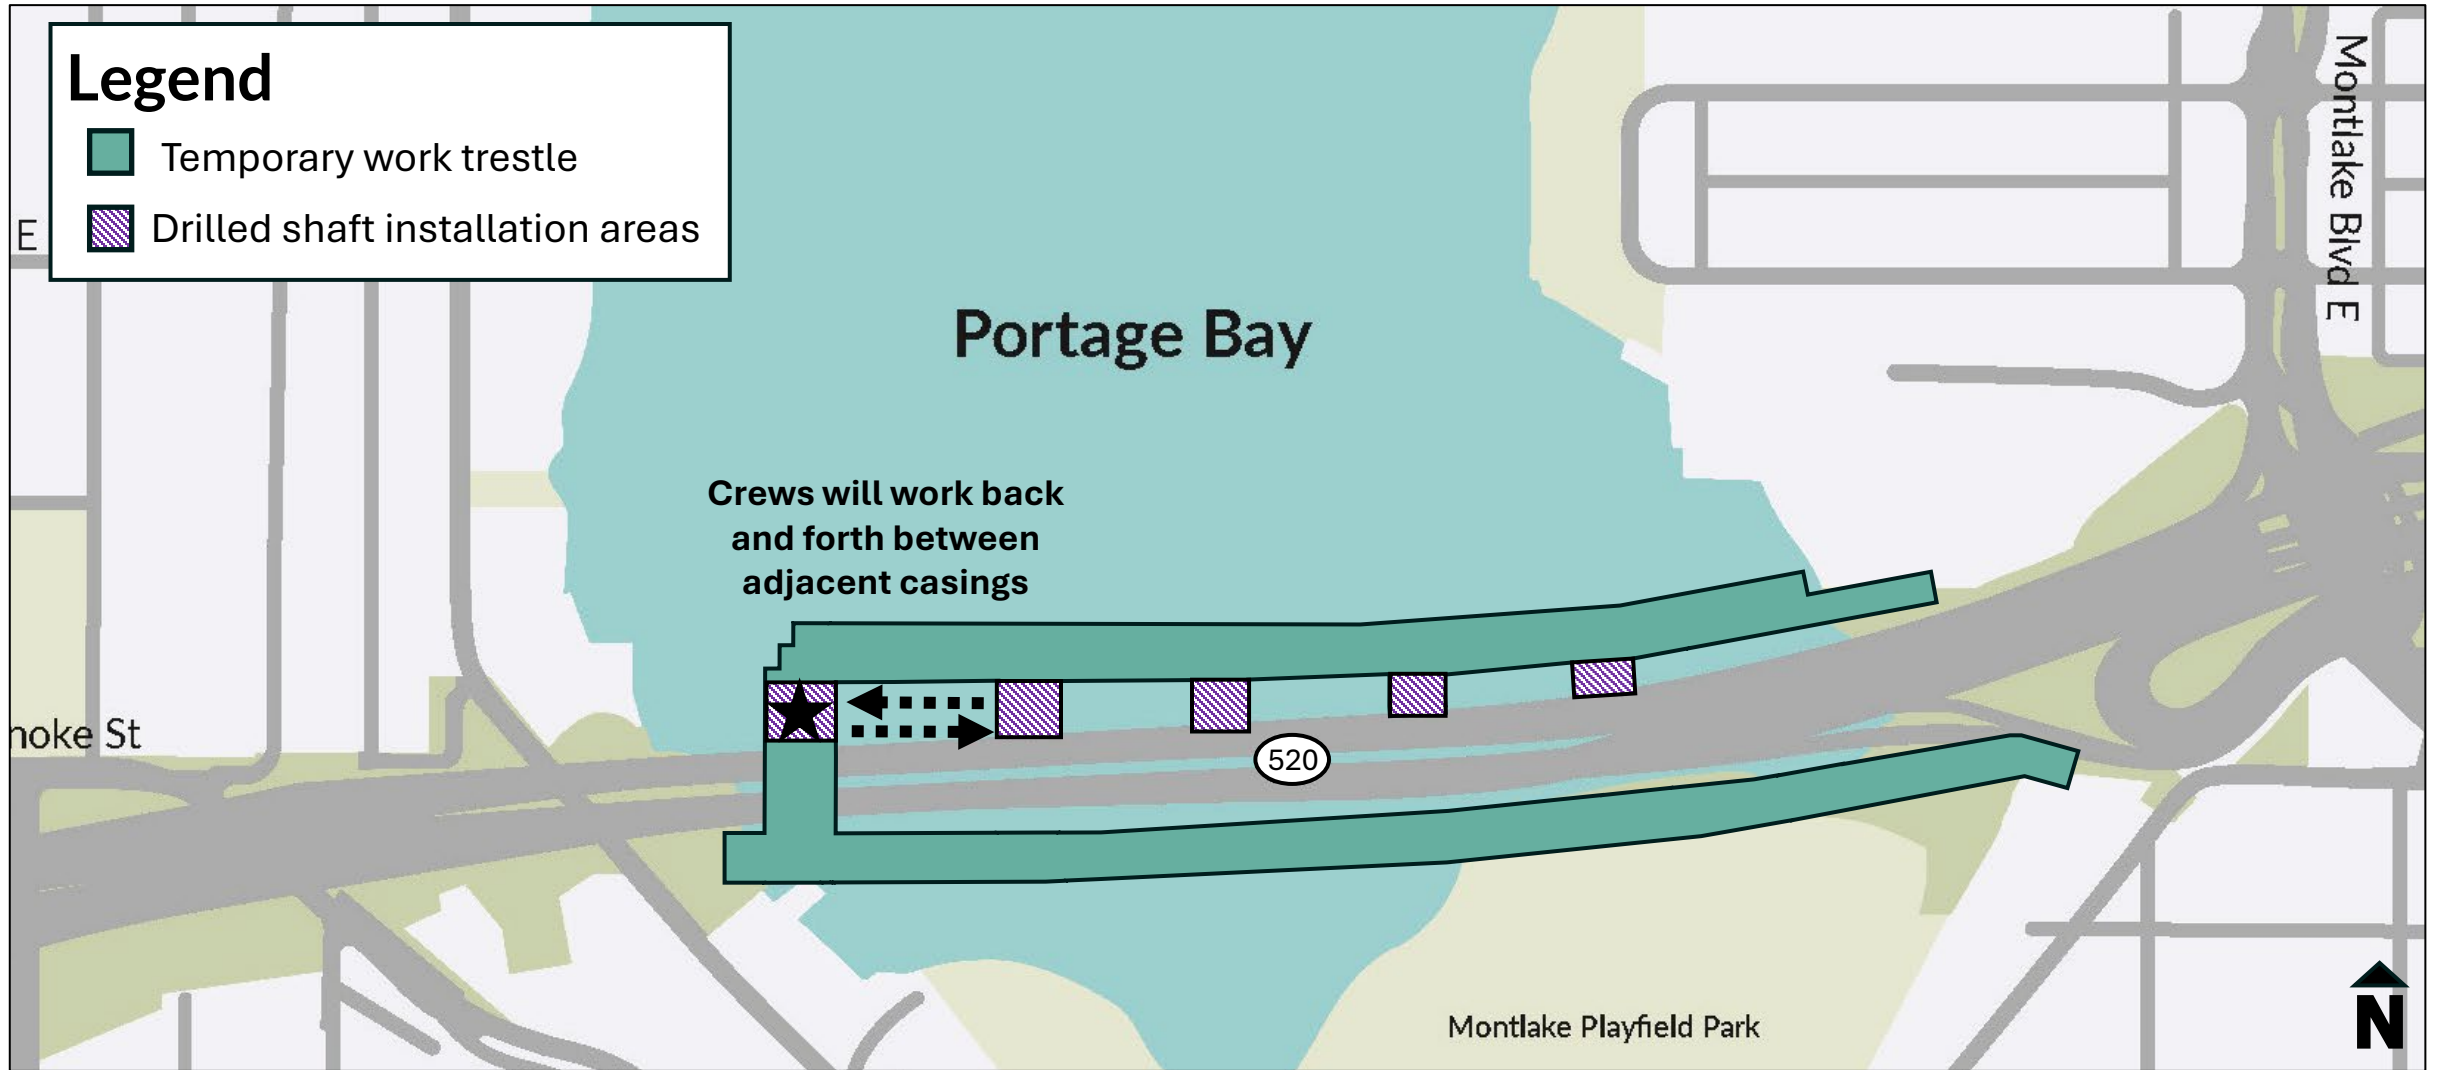 Legend
Temporary work trestle
Drilled shaft installation areas
E
Montlake Blvd E
Portage Bay
Crews will work back
and forth between
adjacent casings
noke St
520
Montlake Playfield Park
N